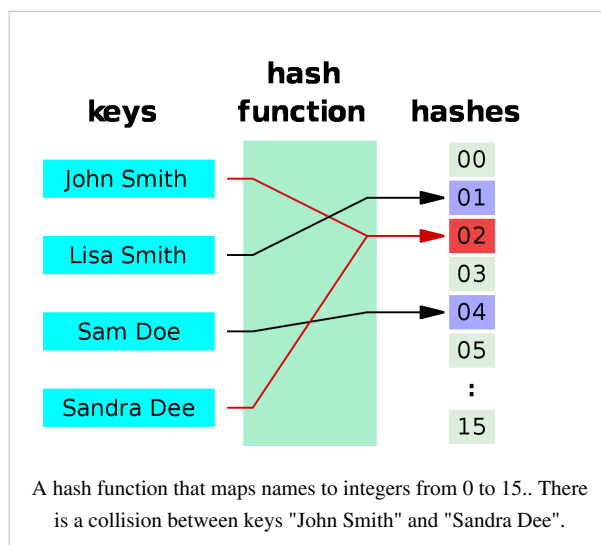 hash
keys function hashes
John Smith
Lisa Smith
Sam Doe
Sandra Dee
00
01
02
03
04
05
:
15
A hash function that maps names to integers from 0 to 15.. There
is a collision between keys "John Smith" and "Sandra Dee".